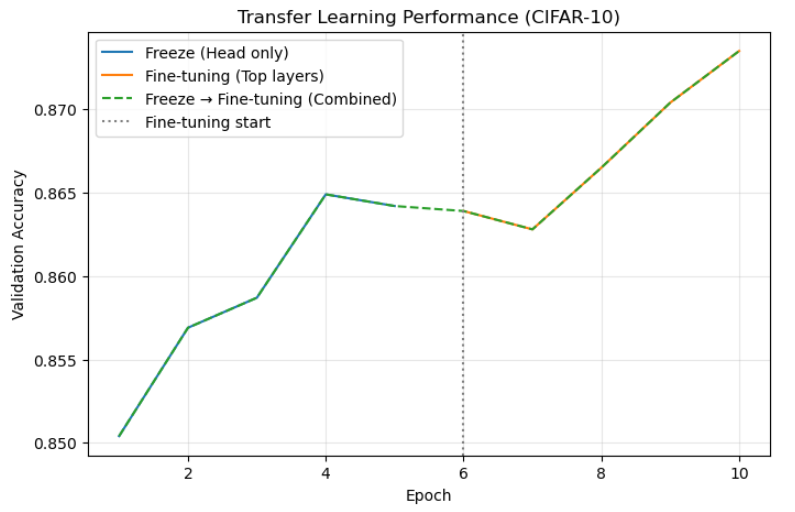 Transfer Learning Performance (CIFAR-10)
Freeze (Head only)
Fine-tuning (Top layers)
Freeze → Fine-tuning (Combined)
Fine-tuning start
Validation Accuracy
0.870
0.865
0.860
0.855
0.850
2 4 6 8 10
Epoch